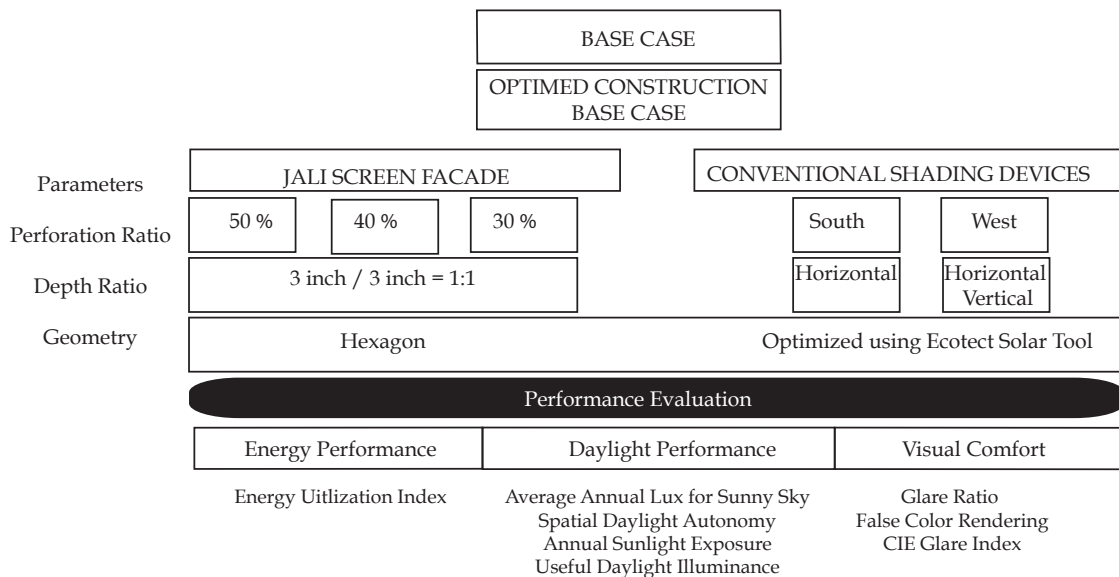 BASE CASE
OPTIMED CONSTRUCTION
BASE CASE
Parameters
JALI SCREEN FACADE
CONVENTIONAL SHADING DEVICES
Perforation Ratio
50 %
40 %
30 %
South
West
Depth Ratio
3 inch / 3 inch = 1:1
Horizontal
Horizontal
Vertical
Geometry
Hexagon
Optimized using Ecotect Solar Tool
Performance Evaluation
Energy Performance
Daylight Performance
Visual Comfort
Energy Uitlization Index
Average Annual Lux for Sunny Sky
Spatial Daylight Autonomy
Annual Sunlight Exposure
Useful Daylight Illuminance
Glare Ratio
False Color Rendering
CIE Glare Index